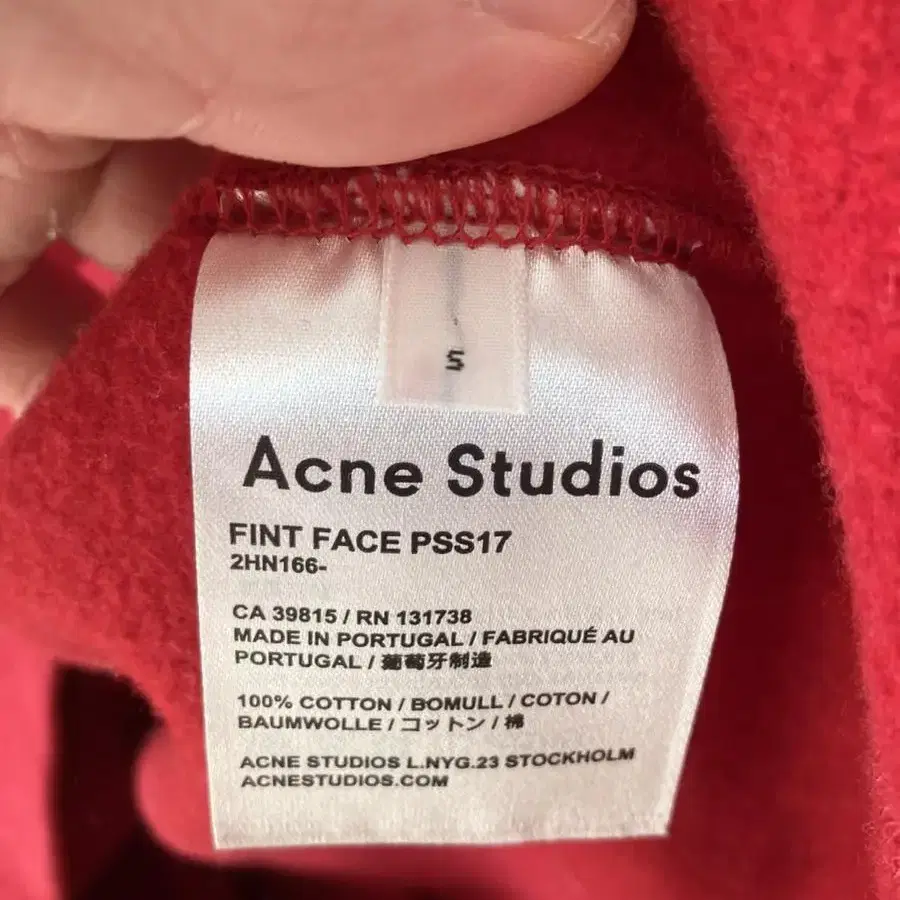 S
Acne Studios
FINT FACE PSS17
2HN166-
CA 39815 / RN 131738
MADE IN PORTUGAL / FABRIQUÉ AU
PORTUGAL / 葡萄牙制造
100% COTTON / BOMULL / COTON /
BAUMWOLLE / コットン / 棉
ACNE STUDIOS L.NYG.23 STOCKHOLM
ACNESTUDIOS.COM